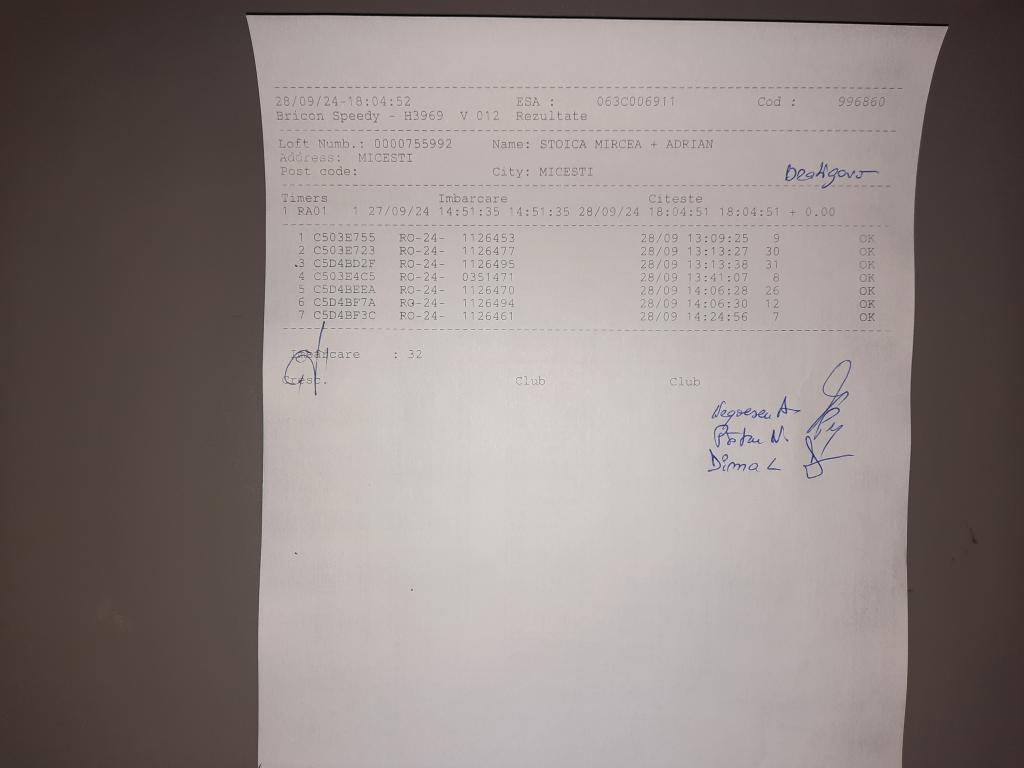 28/09/24-18:04:52 ESA : 063C006911 Cod : 996860
Bricon Speedy - H3969 V 012 Rezultate
Loft Numb.: 0000755992 Name: STOICA MIRCEA + ADRIAN
Address: MICESTI
Post code: City: MICESTI
Timers Imbarcare Citeste
1 RA01 1 27/09/24 14:51:35 14:51:35 28/09/24 18:04:51 18:04:51 + 0.00
1 C503E755 RO-24- 1126453 28/09 13:09:25 9 OK
2 C503E723 RO-24- 1126477 28/09 13:13:27 30 OK
3 C5D4BD2F RO-24- 1126495 28/09 13:13:38 31 OK
4 C503E4C5 RO-24- 0351471 28/09 13:41:07 8 OK
5 C5D4BEEA RO-24- 1126470 28/09 14:06:28 26 OK
6 C5D4BF7A RO-24- 1126494 28/09 14:06:30 12 OK
7 C5D4BF3C RO-24- 1126461 28/09 14:24:56 7 OK
Imbarcare : 32
Cresc. Club Club
Dima L